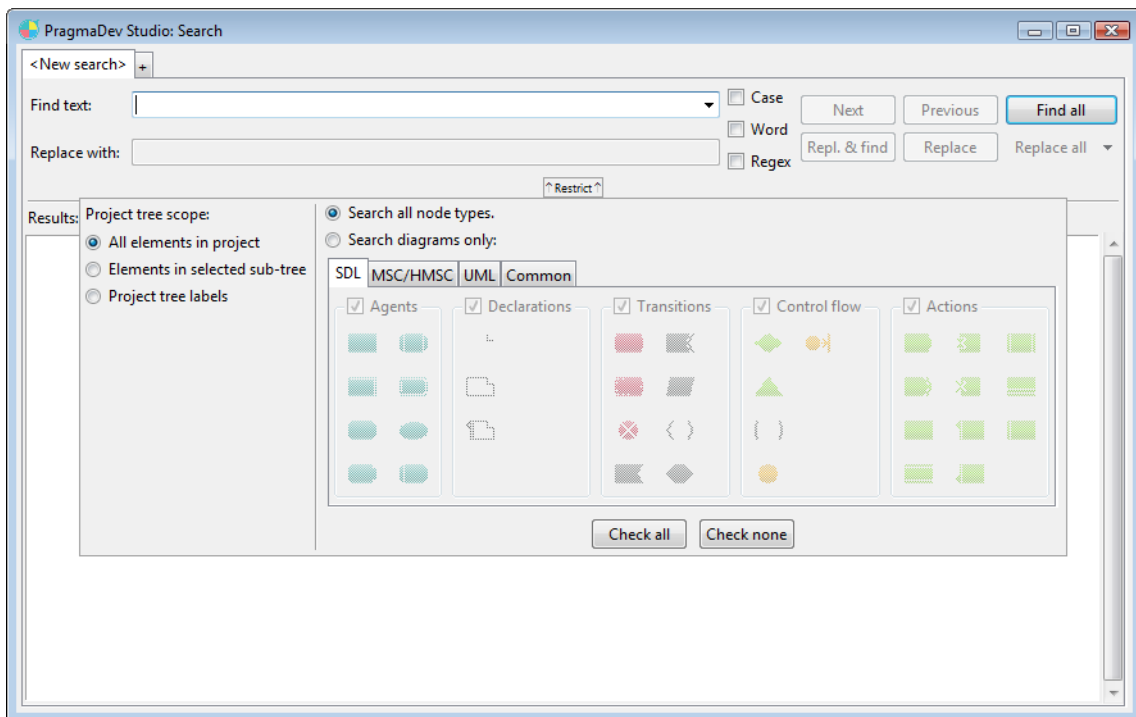 PragmaDev Studio: Search
<New search> +
Find text:
Case
Next Previous Find all
Word
Replace with:
Repl. & find Replace Replace all
Regex
↑ Restrict ↑
Results:
Project tree scope:
All elements in project
Elements in selected sub-tree
Project tree labels
Search all node types.
Search diagrams only:
SDL MSC/HMSC UML Common
Agents Declarations Transitions Control flow Actions
Check all Check none